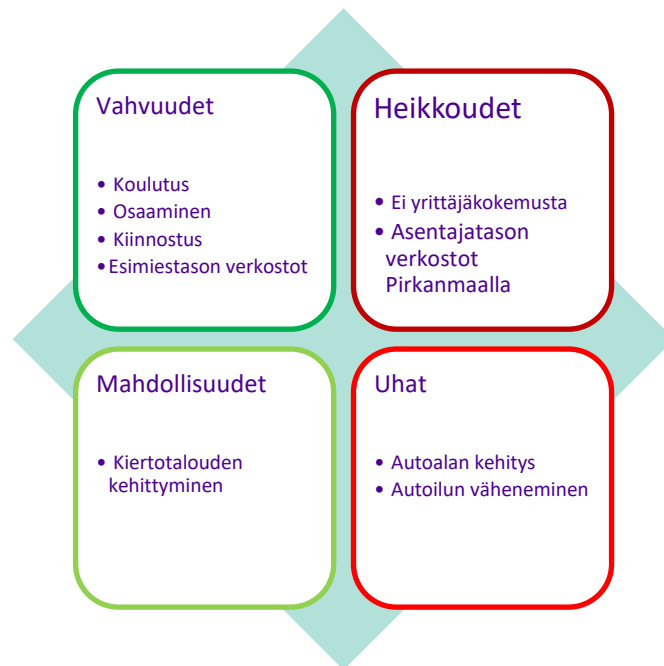 Vahvuudet
• Koulutus
• Osaaminen
• Kiinnostus
• Esimiestason verkostot
Heikkoudet
• Ei yrittäjäkokemusta
• Asentajatason
verkostot
Pirkanmaalla
Mahdollisuudet
• Kiertotalouden
kehittyminen
Uhat
• Autoalan kehitys
• Autoilun väheneminen